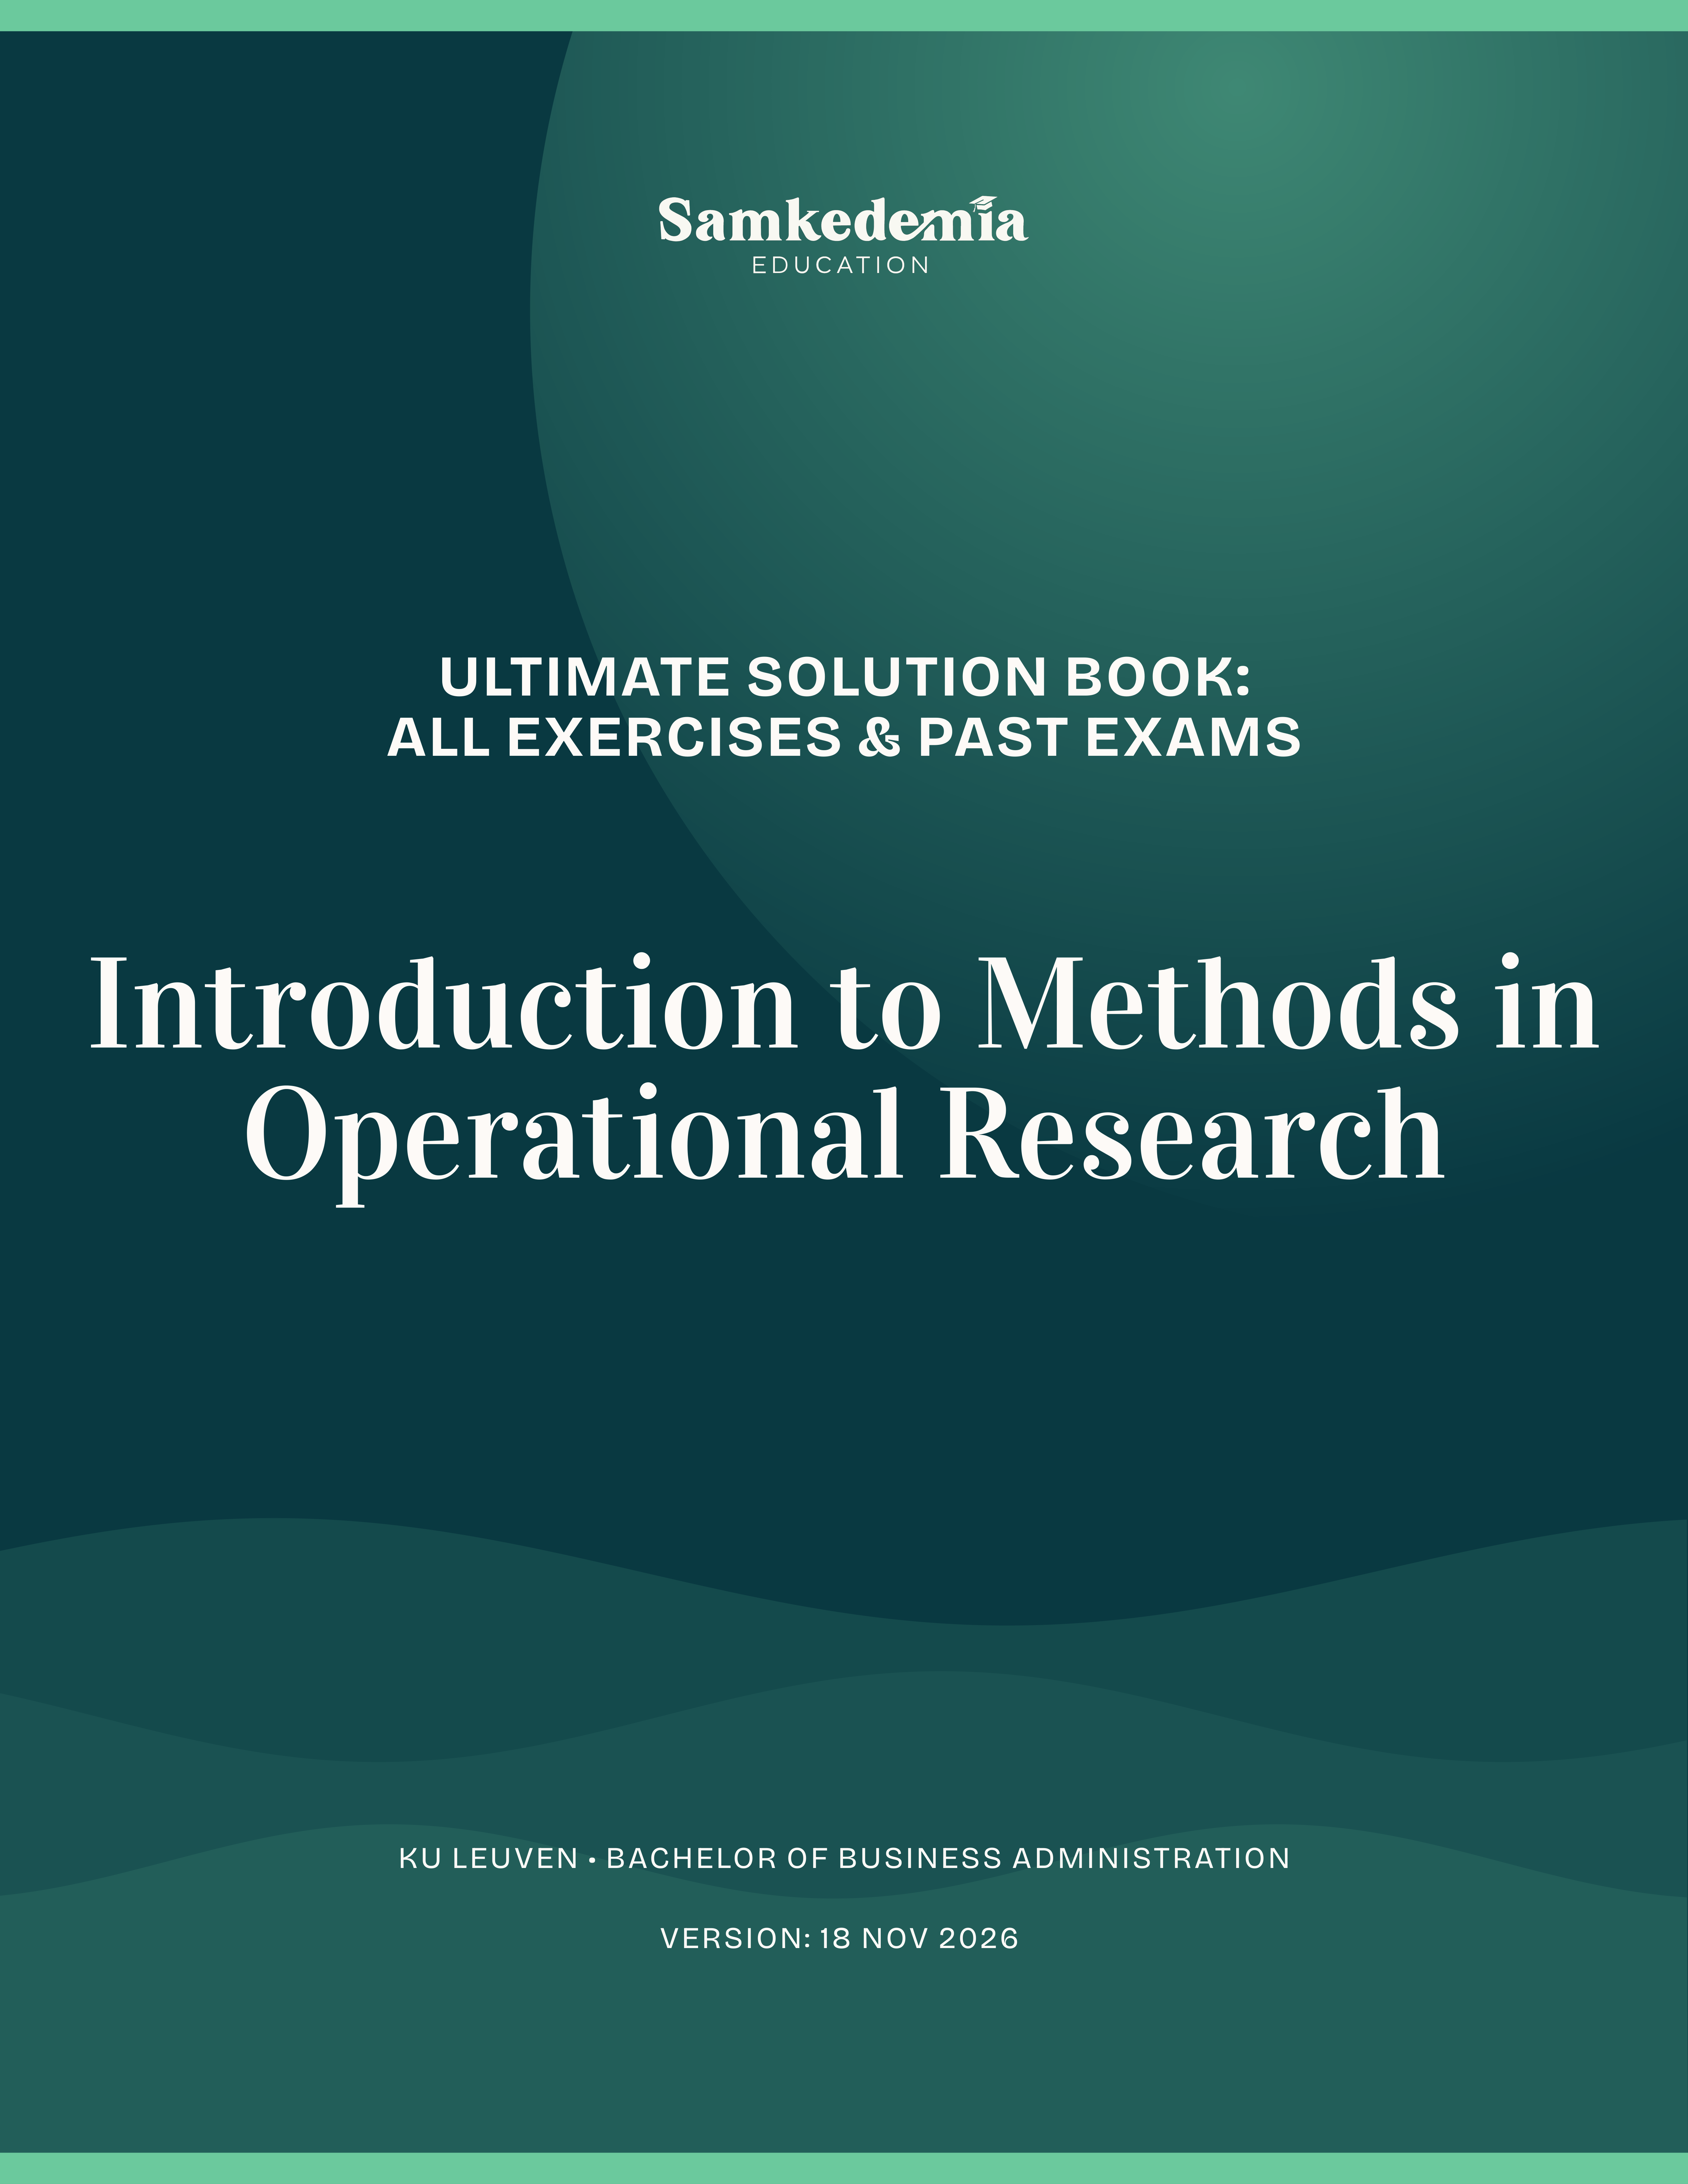 Samkedemia
EDUCATION
ULTIMATE SOLUTION BOOK:
ALL EXERCISES & PAST EXAMS
Introduction to Methods in
Operational Research
KU LEUVEN • BACHELOR OF BUSINESS ADMINISTRATION
VERSION: 18 NOV 2026